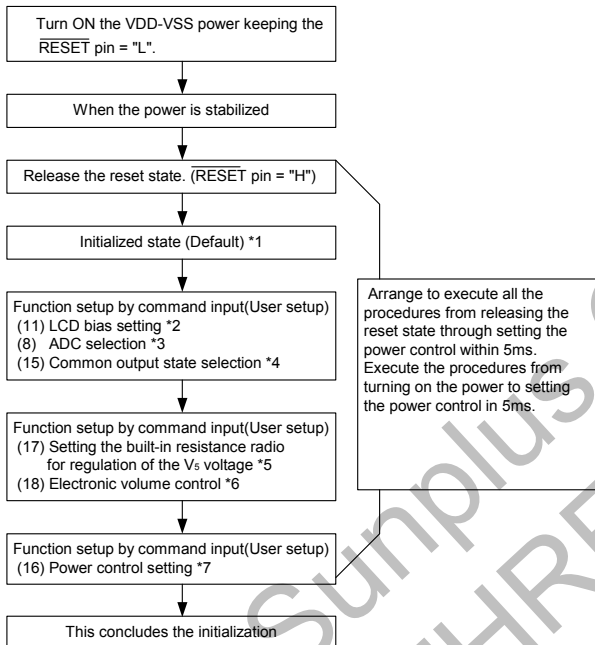 Turn ON the VDD-VSS power keeping the
RESET pin = "L".
When the power is stabilized
Release the reset state. (RESET pin = "H")
Initialized state (Default) *1
Function setup by command input(User setup)
(11) LCD bias setting *2
(8) ADC selection *3
(15) Common output state selection *4
Function setup by command input(User setup)
(17) Setting the built-in resistance radio
for regulation of the V5 voltage *5
(18) Electronic volume control *6
Function setup by command input(User setup)
(16) Power control setting *7
This concludes the initialization
Arrange to execute all the
procedures from releasing the
reset state through setting the
power control within 5ms.
Execute the procedures from
turning on the power to setting
the power control in 5ms.
Sunplus